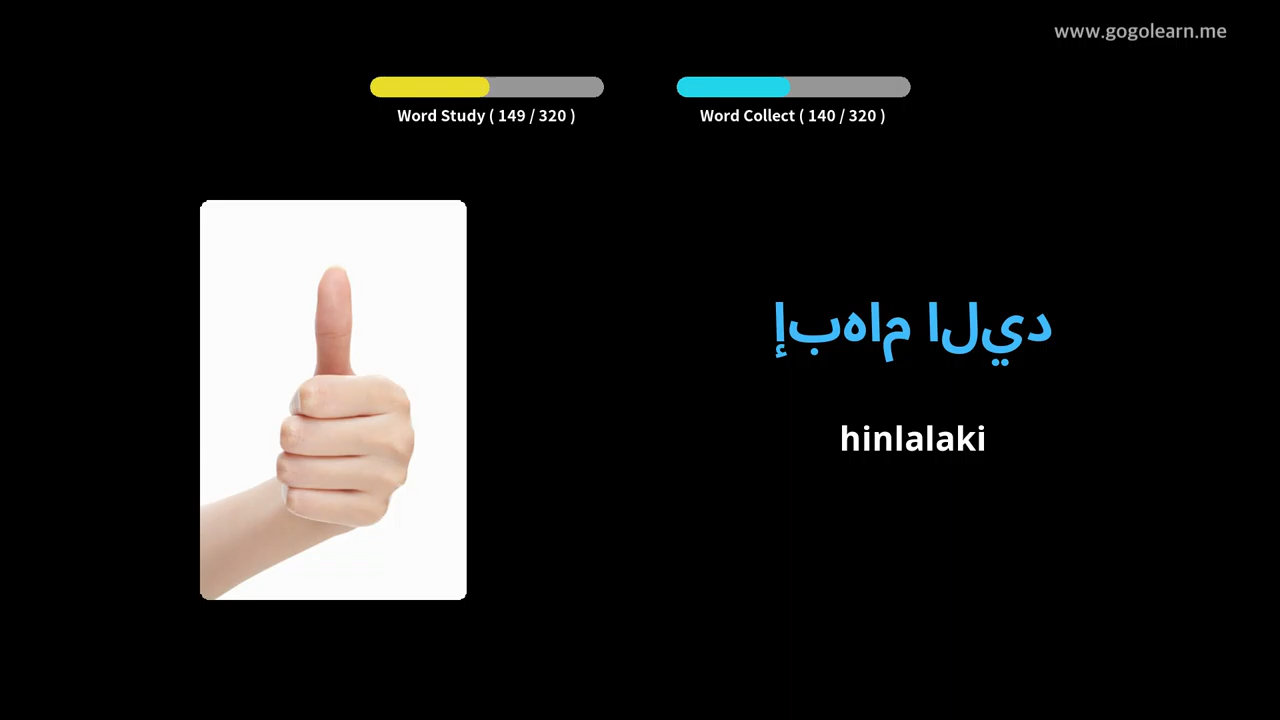 www.gogolearn.me
Word Study ( 149 / 320 )
Word Collect ( 140 / 320 )
إبهام اليد
hinlalaki